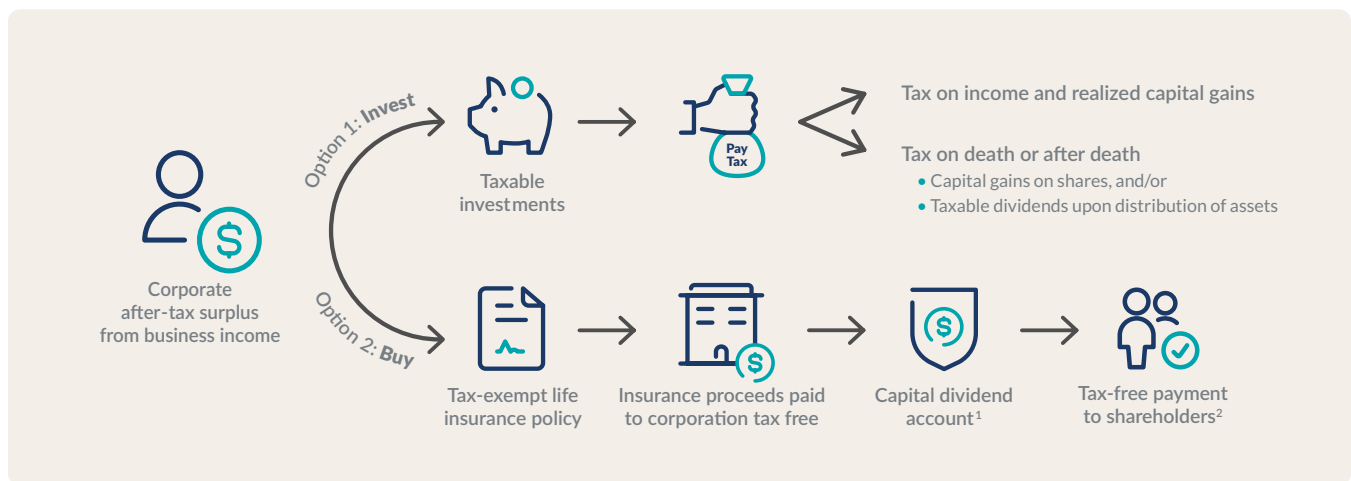 Corporate
after-tax surplus
from business income
Option 1: Invest
Taxable
investments
Pay
Tax
Tax on income and realized capital gains
Tax on death or after death
• Capital gains on shares, and/or
• Taxable dividends upon distribution of assets
Option 2: Buy
Tax-exempt life
insurance policy
Insurance proceeds paid
to corporation tax free
Capital dividend
account¹
Tax-free payment
to shareholders²
$
$
$